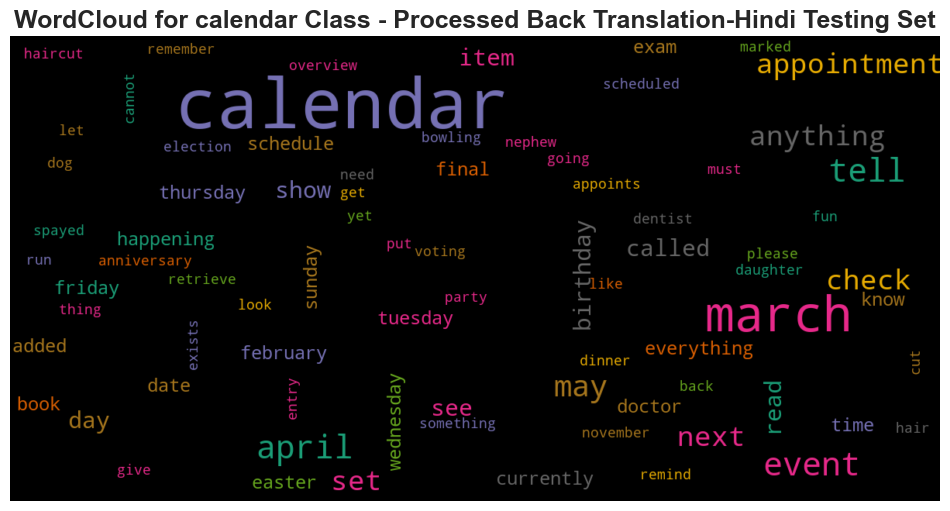 WordCloud for calendar Class - Processed Back Translation-Hindi Testing Set
haircut
remember
overview
item
exam
marked
appointment
cannot
calendar
scheduled
let
election
schedule
bowling
nephew
anything
dog
going
final
need
must
tell
thursday
show
get
appoints
yet
dentist
fun
spayed
happening
put
voting
birthday
called
please
run
anniversary
sunday
daughter
friday
retrieve
like
check
thing
look
party
know
tuesday
march
added
exists
february
everything
dinner
cut
date
wednesday
may
back
read
book
entry
see
doctor
day
something
november
time
hair
april
next
give
event
easter
set
currently
remind